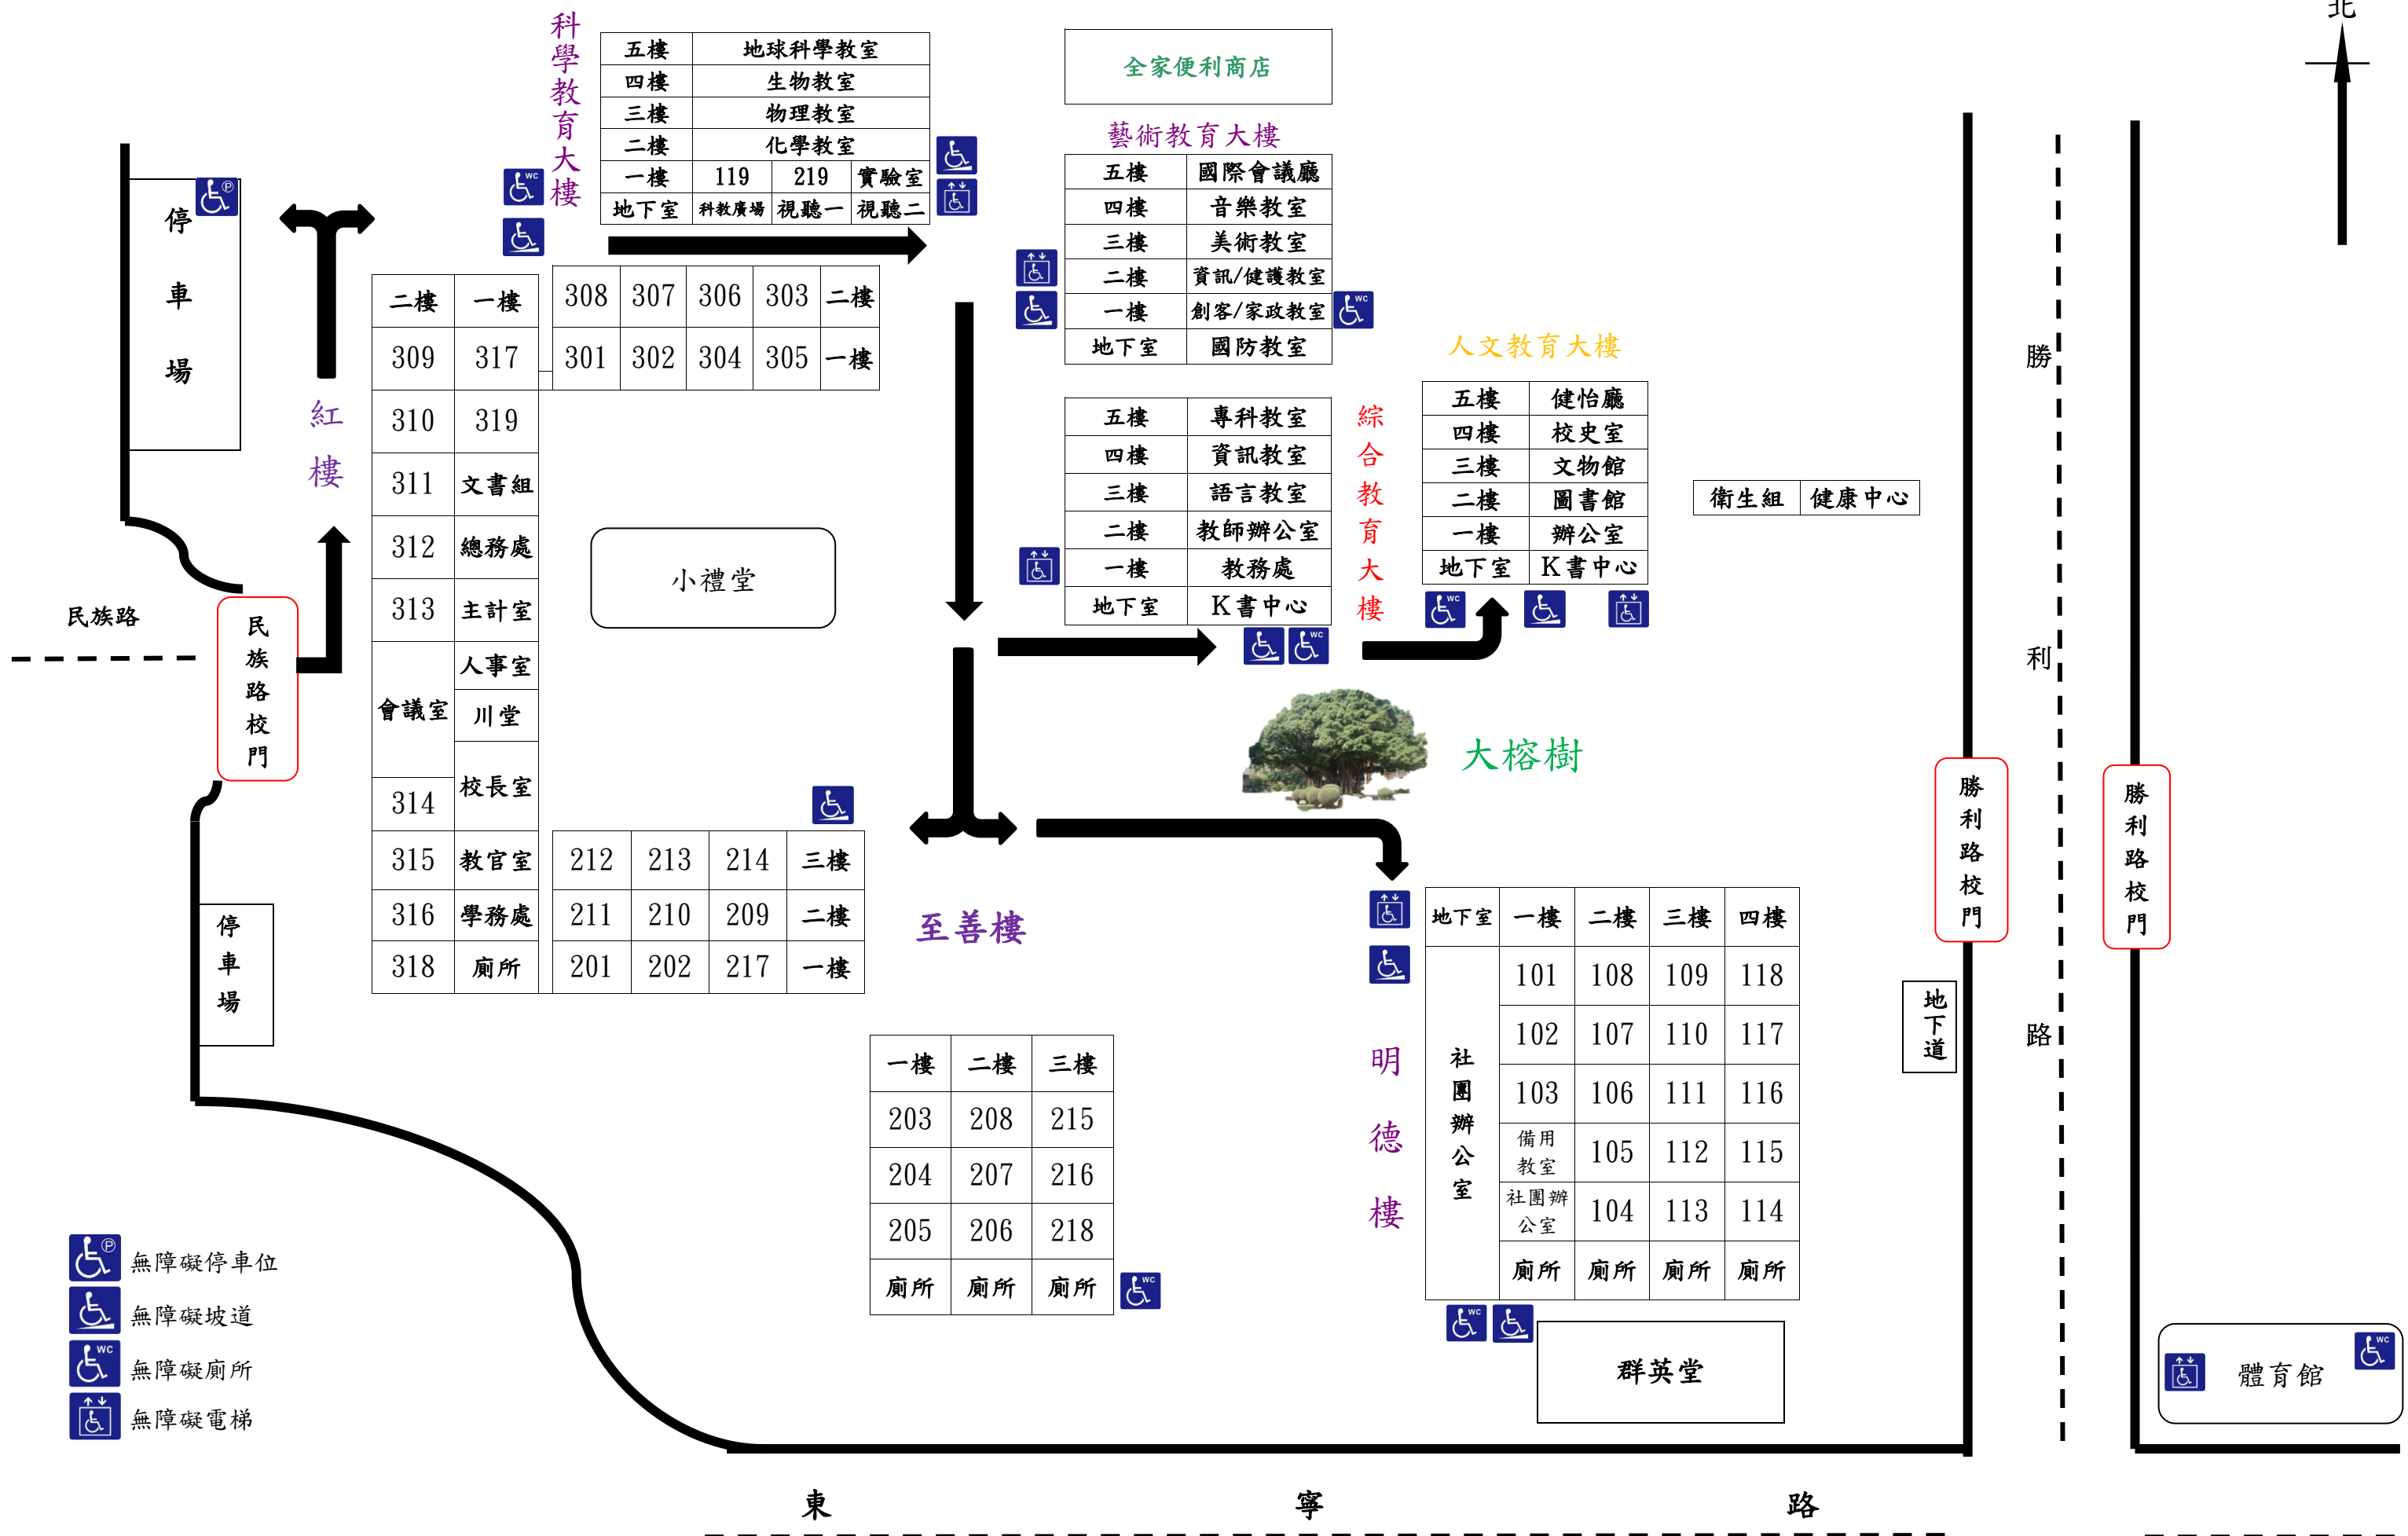 北
科學教育大樓
五樓 地球科學教室
四樓 生物教室
三樓 物理教室
二樓 化學教室
一樓 119 219 實驗室
地下室 科教廣場 視聽一 視聽二
全家便利商店
藝術教育大樓
五樓 國際會議廳
四樓 音樂教室
三樓 美術教室
二樓 資訊/健護教室
一樓 創客/家政教室
地下室 國防教室
停車場
紅樓
二樓 一樓
309 317
310 319
311 文書組
312 總務處
313 主計室
會議室 人事室
川堂
314 校長室
315 教官室
316 學務處
318 廁所
308 307 306 303 二樓
301 302 304 305 一樓
小禮堂
五樓 專科教室
四樓 資訊教室
三樓 語言教室
二樓 教師辦公室
一樓 教務處
地下室 K書中心
綜合教育大樓
人文教育大樓
五樓 健怡廳
四樓 校史室
三樓 文物館
二樓 圖書館
一樓 辦公室
地下室 K書中心
衛生組 健康中心
民族路
民族路校門
大榕樹
212 213 214 三樓
211 210 209 二樓
201 202 217 一樓
至善樓
停車場
一樓 二樓 三樓
203 208 215
204 207 216
205 206 218
廁所 廁所 廁所
明德樓
地下室 一樓 二樓 三樓 四樓
社團辦公室
101 108 109 118
102 107 110 117
103 106 111 116
備用教室 105 112 115
社團辦公室 104 113 114
廁所 廁所 廁所 廁所
群英堂
地下道
勝利路校門
勝利路
勝利路校門
體育館
無障礙停車位
無障礙坡道
WC
無障礙廁所
無障礙電梯
東寧路